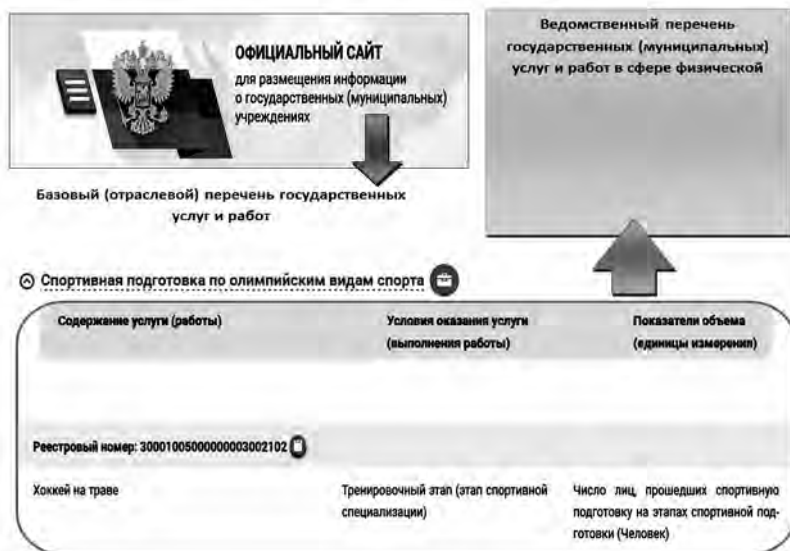 ОФИЦИАЛЬНЫЙ САЙТ
для размещения информации
о государственных (муниципальных)
учреждениях
Ведомственный перечень
государственных (муниципальных)
услуг и работ в сфере физической
Базовый (отраслевой) перечень государственных
услуг и работ
Спортивная подготовка по олимпийским видам спорта
Содержание услуги (работы)
Условия оказания услуги
(выполнения работы)
Показатели объема
(единицы измерения)
Реестровый номер: 30001005000000003002102
Хоккей на траве
Тренировочный этап (этап спортивной
специализации)
Число лиц, прошедших спортивную
подготовку на этапах спортивной под-
готовки (Человек)